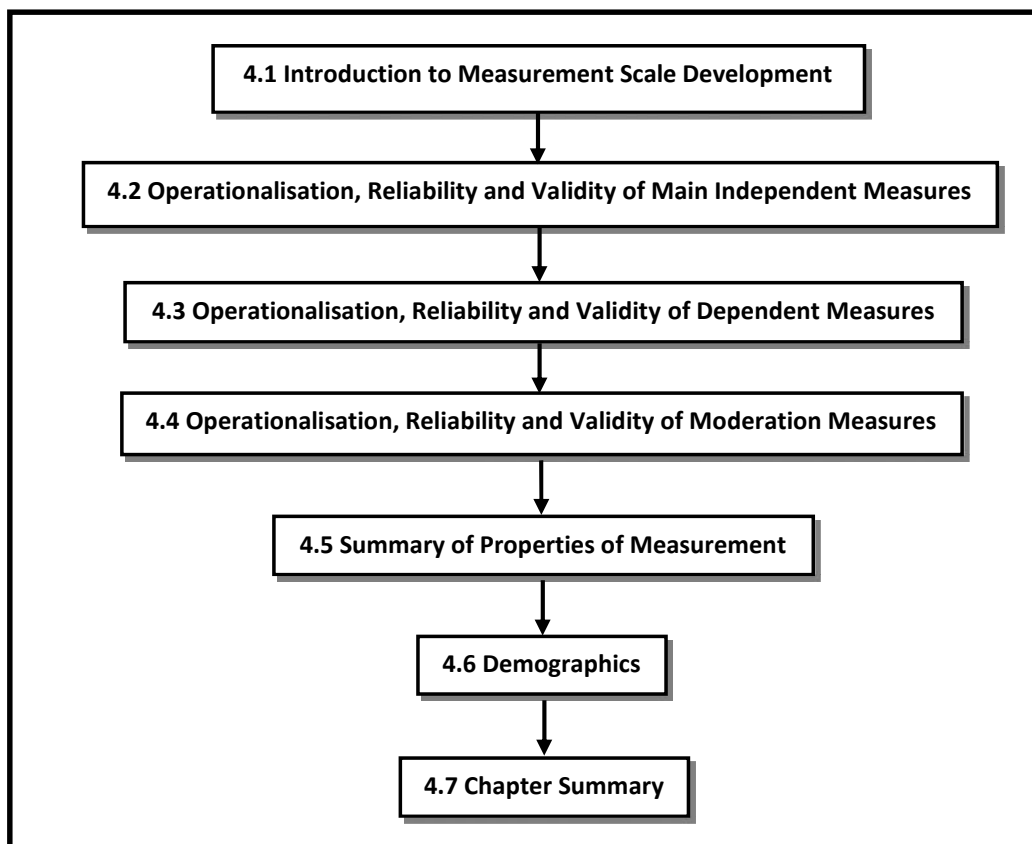 4.1 Introduction to Measurement Scale Development
4.2 Operationalisation, Reliability and Validity of Main Independent Measures
4.3 Operationalisation, Reliability and Validity of Dependent Measures
4.4 Operationalisation, Reliability and Validity of Moderation Measures
4.5 Summary of Properties of Measurement
4.6 Demographics
4.7 Chapter Summary